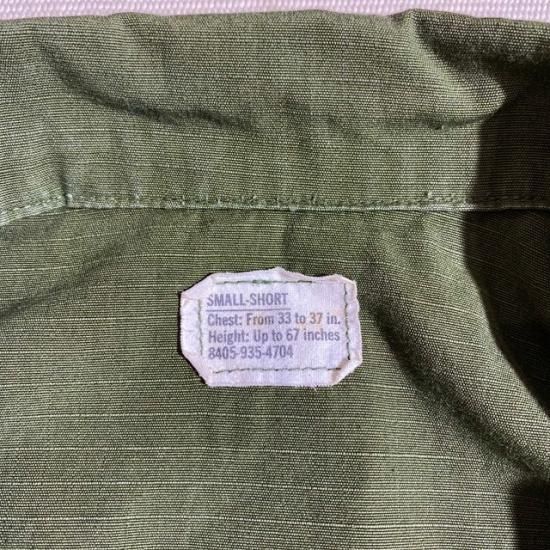 SMALL-SHORT
Chest: From 33 to 37 in.
Height: Up to 67 inches
8405-935-4704